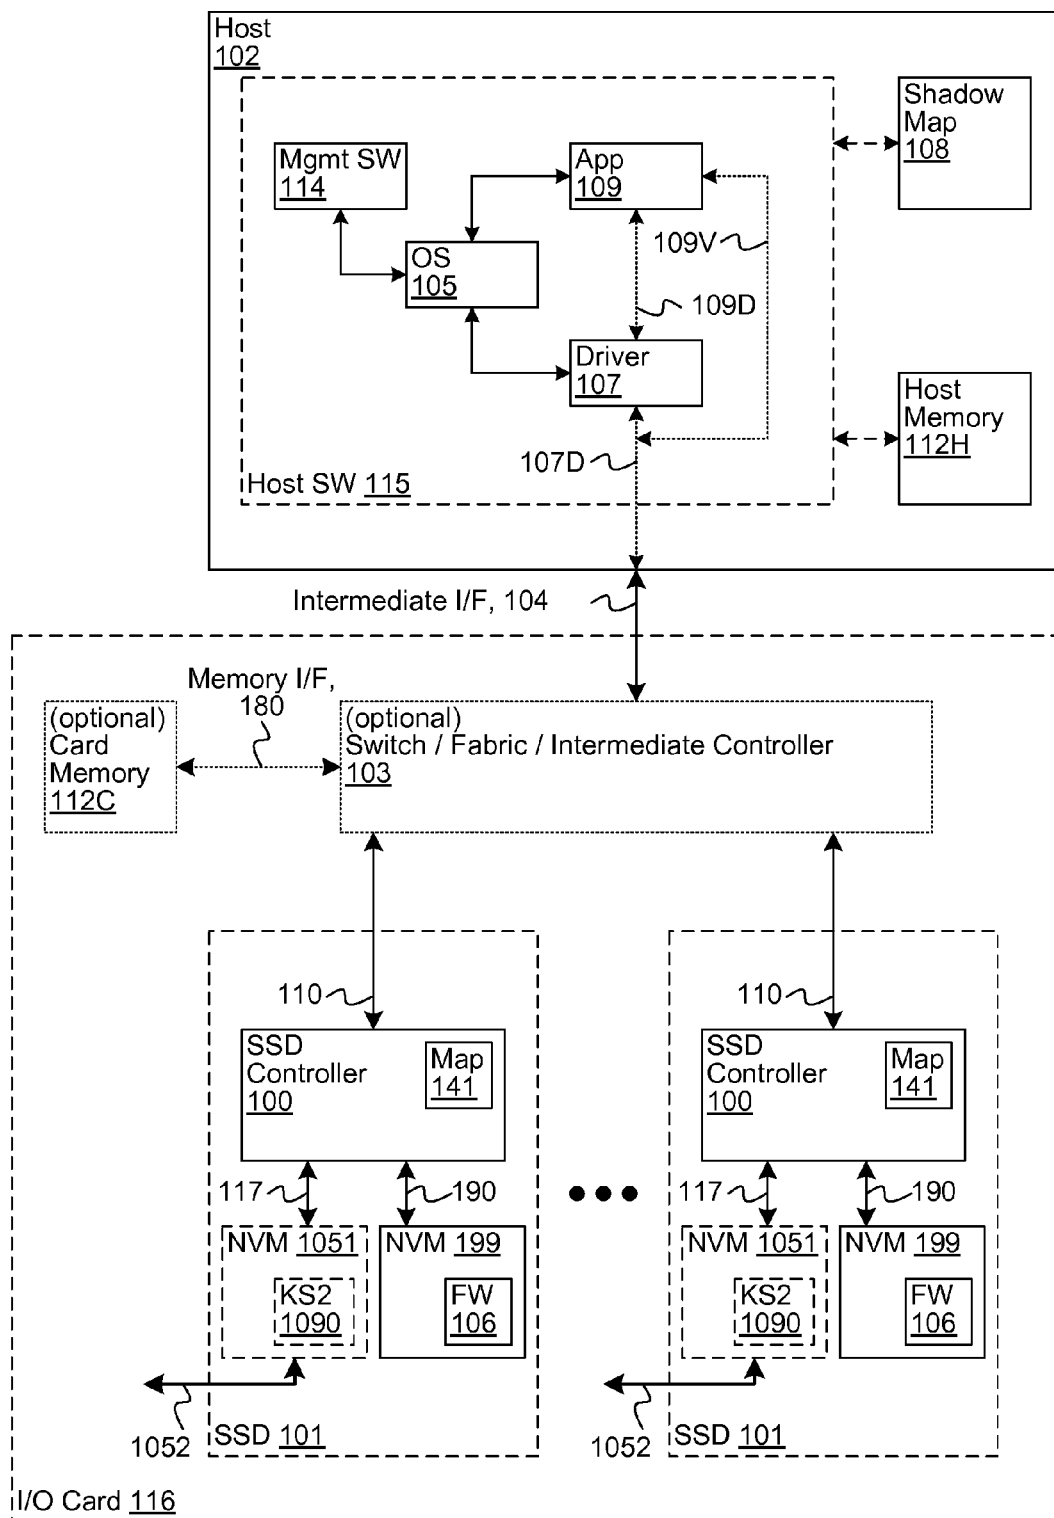 Host
102
Shadow
Map
108
Mgmt SW
114
App
109
OS
105
109V
109D
Driver
107
Host
Memory
112H
107D
Host SW 115
Intermediate I/F, 104
Memory I/F,
180
(optional)
Card
Memory
112C
(optional)
Switch / Fabric / Intermediate Controller
103
110
110
SSD
Controller
100
Map
141
SSD
Controller
100
Map
141
117
190
117
190
NVM 1051
NVM 199
KS2
1090
FW
106
NVM 1051
NVM 199
KS2
1090
FW
106
1052
SSD 101
1052
SSD 101
I/O Card 116